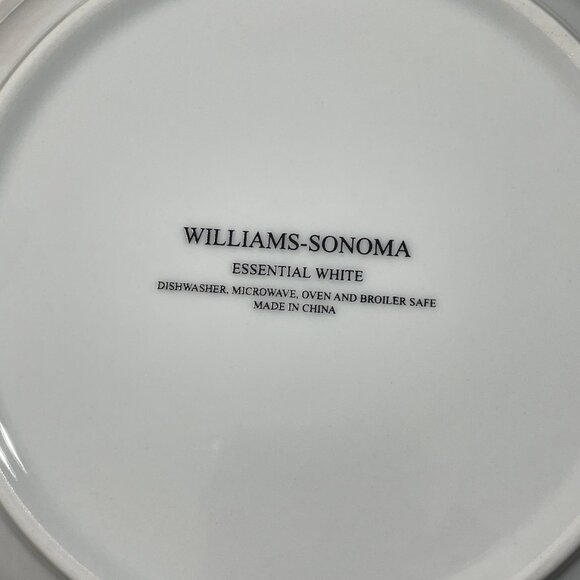 WILLIAMS-SONOMA
ESSENTIAL WHITE
DISHWASHER, MICROWAVE, OVEN AND BROILER SAFE
MADE IN CHINA